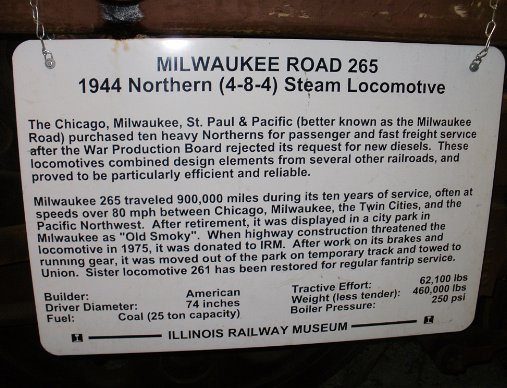 MILWAUKEE ROAD 265
1944 Northern (4-8-4) Steam Locomotive
The Chicago, Milwaukee, St. Paul & Pacific (better known as the Milwaukee
Road) purchased ten heavy Northerns for passenger and fast freight service
after the War Production Board rejected its request for new diesels. These
locomotives combined design elements from several other railroads, and
proved to be particularly efficient and reliable.
Milwaukee 265 traveled 900,000 miles during its ten years of service, often at
speeds over 80 mph between Chicago, Milwaukee, the Twin Cities, and the
Pacific Northwest. After retirement, it was displayed in a city park in
Milwaukee as "Old Smoky". When highway construction threatened the
locomotive in 1975, it was donated to IRM. After work on its brakes and
running gear, it was moved out of the park on temporary track and towed to
Union. Sister locomotive 261 has been restored for regular fantrip service.
Builder: American
Driver Diameter: 74 inches
Fuel: Coal (25 ton capacity)
Tractive Effort: 62,100 lbs
Weight (less tender): 460,000 lbs
Boiler Pressure: 250 psi
ILLINOIS RAILWAY MUSEUM